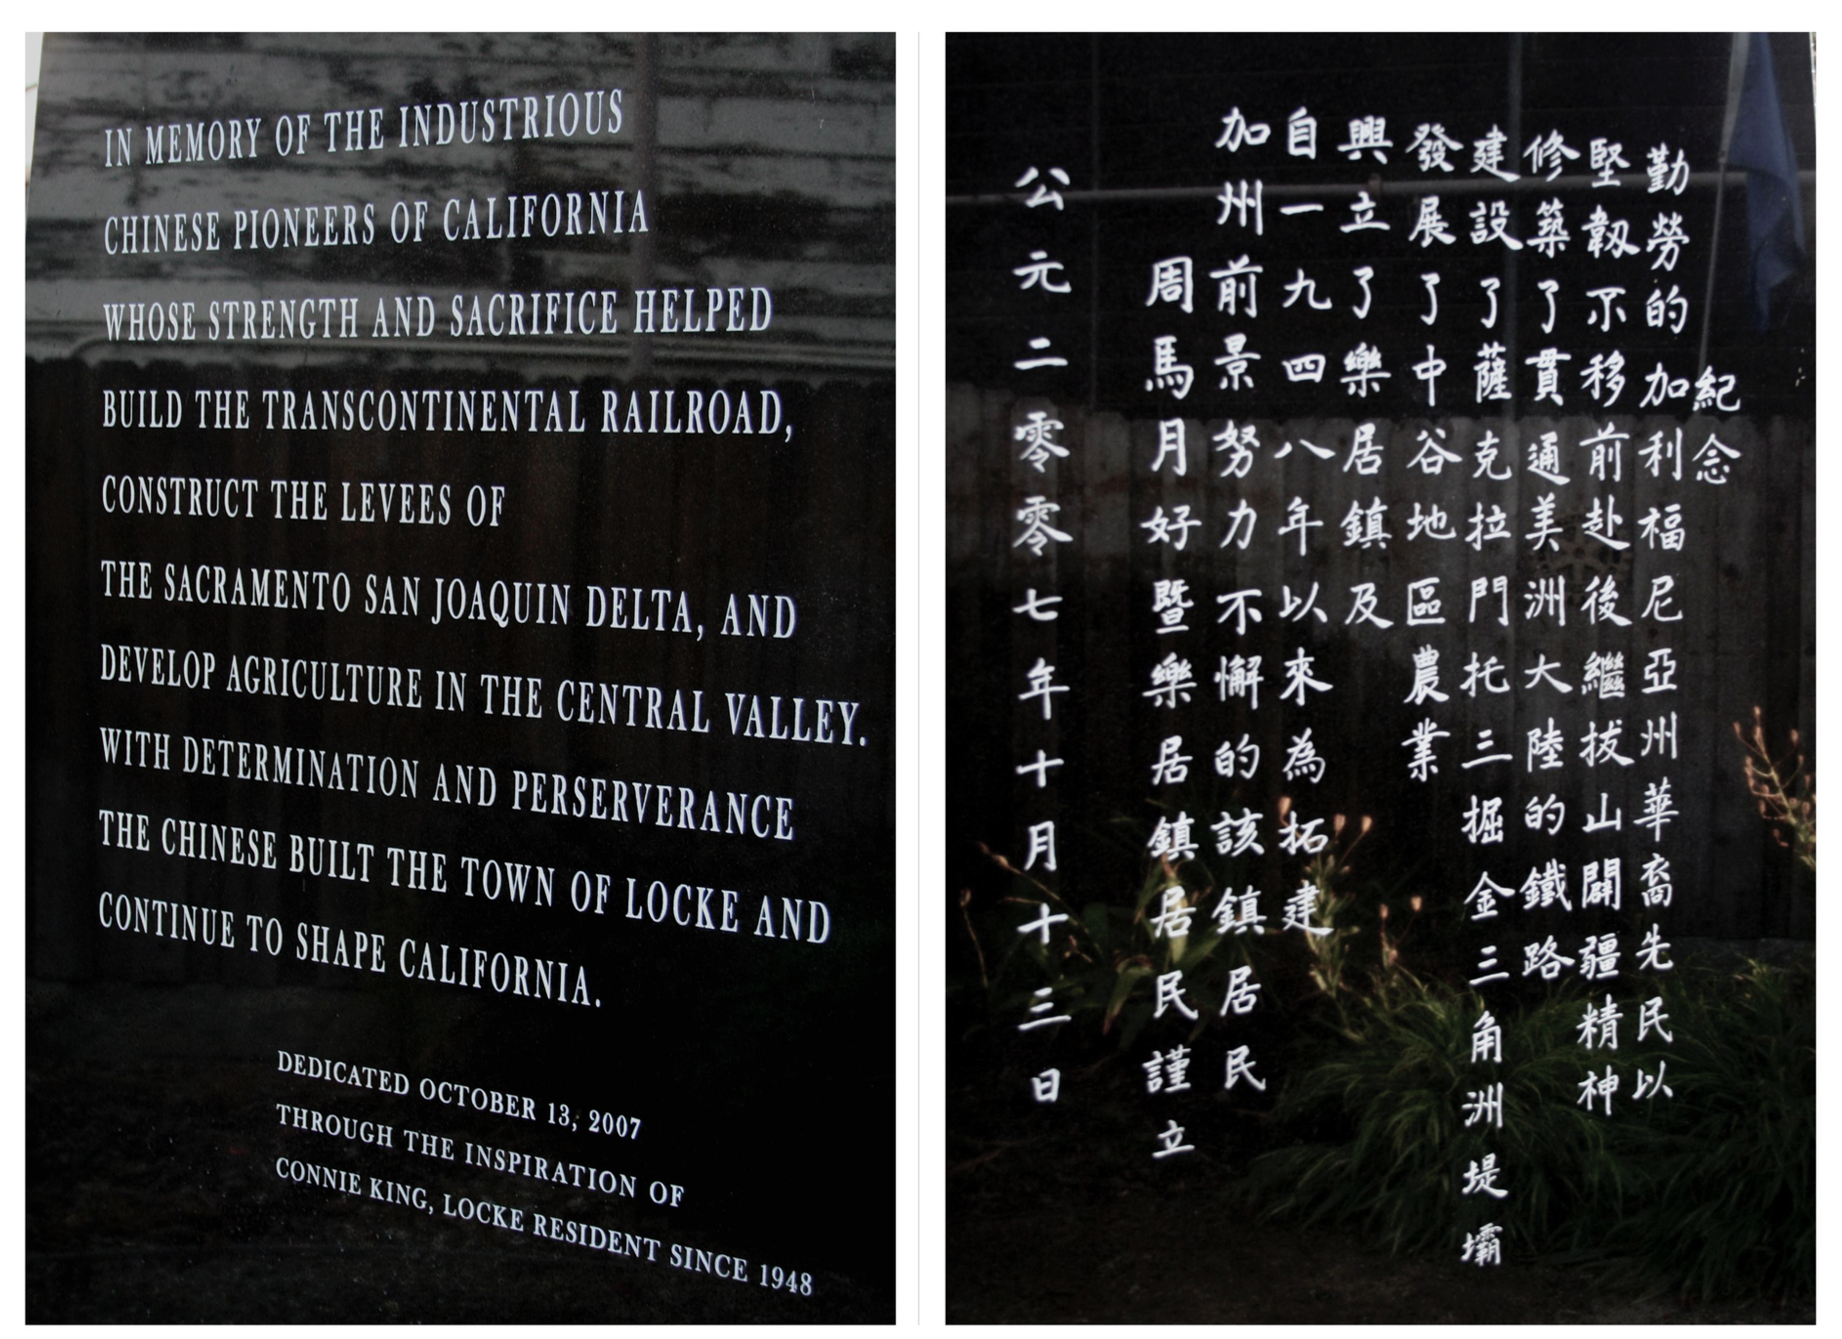 IN MEMORY OF THE INDUSTRIOUS
CHINESE PIONEERS OF CALIFORNIA
WHOSE STRENGTH AND SACRIFICE HELPED
BUILD THE TRANSCONTINENTAL RAILROAD,
CONSTRUCT THE LEVEES OF
THE SACRAMENTO SAN JOAQUIN DELTA, AND
DEVELOP AGRICULTURE IN THE CENTRAL VALLEY.
WITH DETERMINATION AND PERSERVERANCE
THE CHINESE BUILT THE TOWN OF LOCKE AND
CONTINUE TO SHAPE CALIFORNIA.
DEDICATED OCTOBER 13, 2007
THROUGH THE INSPIRATION OF
CONNIE KING, LOCKE RESIDENT SINCE 1948
紀念
勤勞的加利福尼亞州華裔先民以
堅韌不移前赴後繼拔山闢疆精神
修築了貫通美洲大陸的鐵路
建設了薩克拉門托三掘金三角洲堤壩
發展了中谷地區農業
興立了樂居鎮及
自一九四八年以來為拓建
加州前景努力不懈的該鎮居民
周馬月好暨樂居鎮居民謹立
公元二零零七年十月十三日